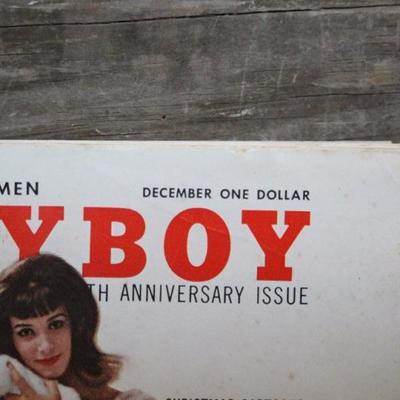 MEN DECEMBER ONE DOLLAR
YBOY
TH ANNIVERSARY ISSUE